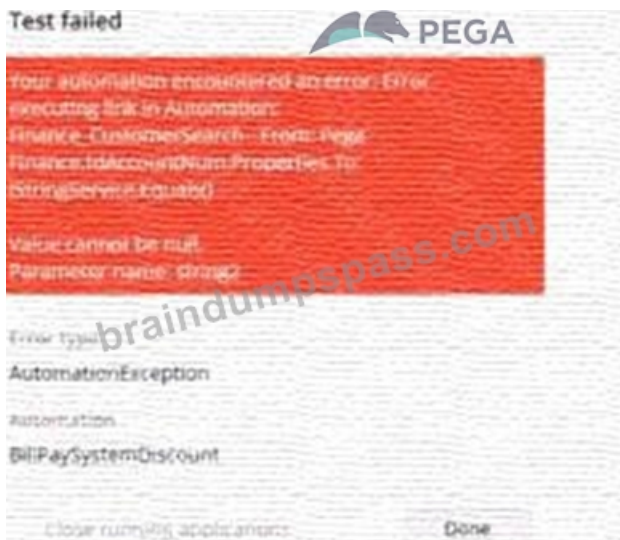 Test failed
PEGA
Your automation encountered an error: Error
executing link in Automation:
Finance_CustomerSearch - From: Pega
Finance.IdAccountNum.Properties To:
IStringService.Equals()
Value cannot be null.
Parameter name: string2
braindumpspass.com
Error type
AutomationException
Automation
BillPaySystemDiscount
Close running applications
Done